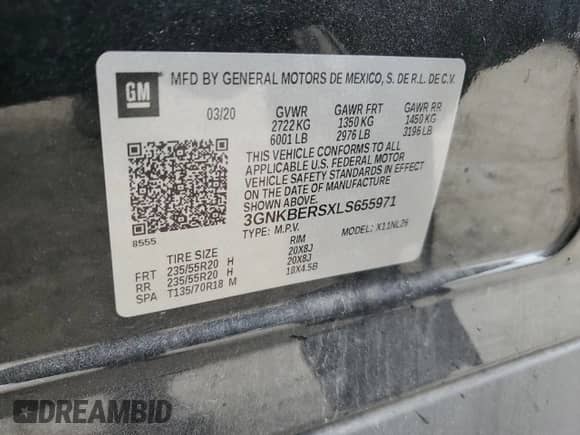 GM
MFD BY GENERAL MOTORS DE MEXICO, S. DE R.L. DE C.V.
03/20 GVWR GAWR FRT GAWR RR
2722 KG 1350 KG 1450 KG
6001 LB 2976 LB 3196 LB
THIS VEHICLE CONFORMS TO ALL
APPLICABLE U.S. FEDERAL MOTOR
VEHICLE SAFETY STANDARDS IN EFFECT
ON THE DATE OF MANUFACTURE
SHOWN ABOVE.
3GNKBERSXLS655971
8555 TYPE: M.P.V. MODEL: X11NL26
TIRE SIZE RIM
FRT 235/55R20 H 20X8J
RR 235/55R20 H 20X8J
SPA T135/70R18 M 18X4.5B
DREAMBID